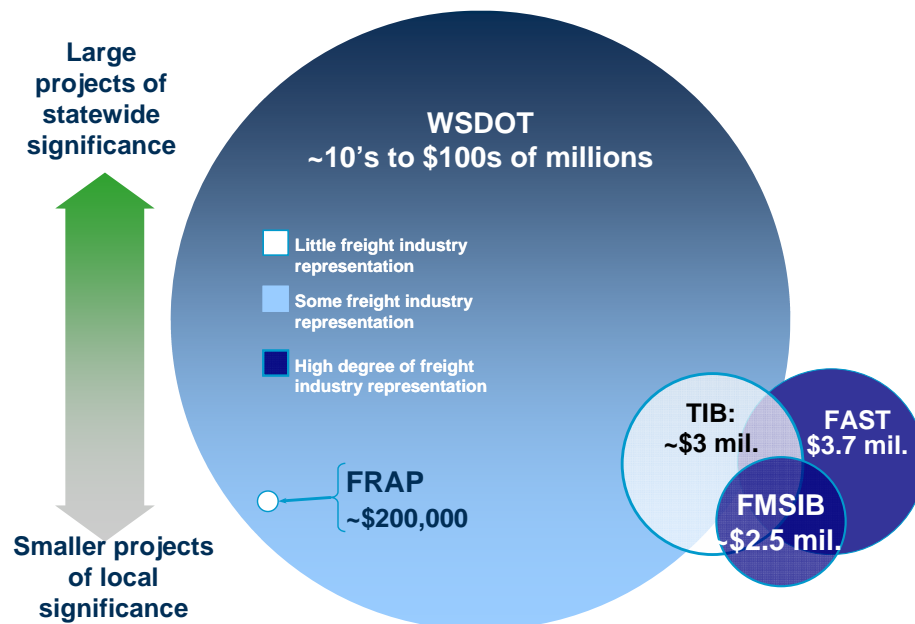 Large
projects of
statewide
significance
WSDOT
~10's to $100s of millions
Little freight industry
representation
Some freight industry
representation
High degree of freight
industry representation
TIB:
~$3 mil.
FAST
$3.7 mil.
FMSIB
~$2.5 mil.
FRAP
~$200,000
Smaller projects
of local
significance